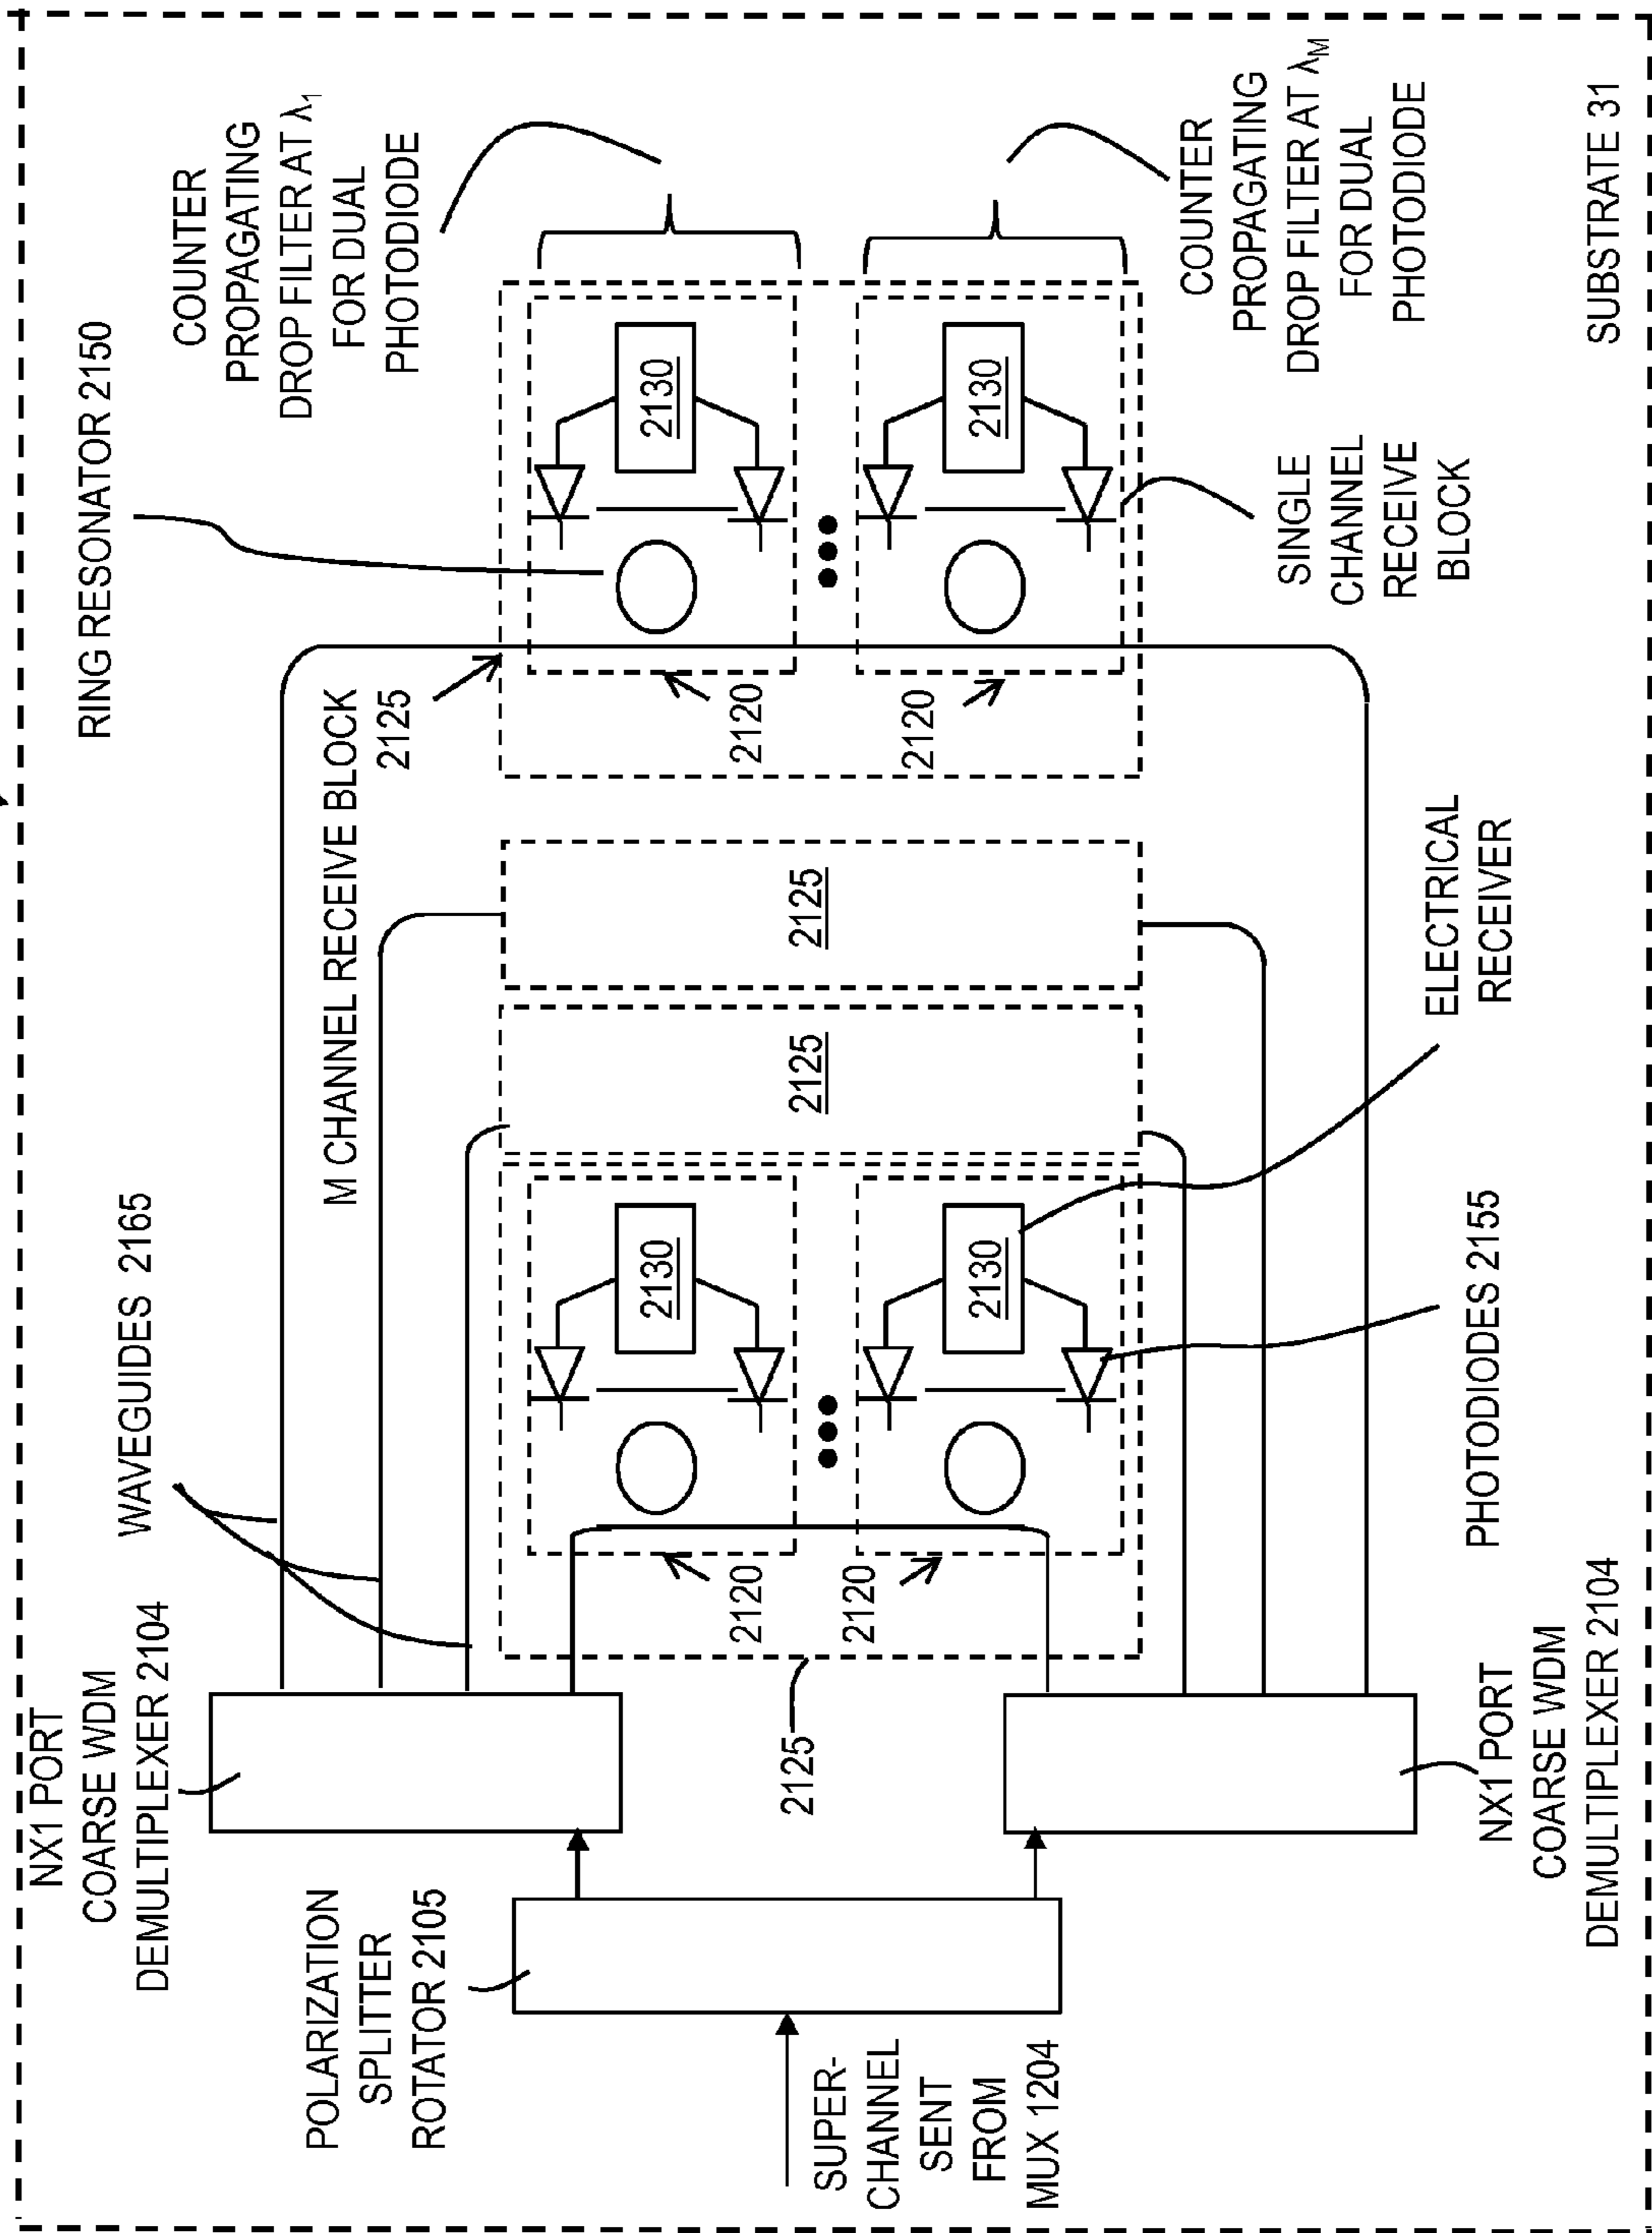 NX1 PORT
COARSE WDM
DEMULTIPLEXER 2104
WAVEGUIDES 2165
RING RESONATOR 2150
COUNTER
PROPAGATING
DROP FILTER AT λ1
FOR DUAL
PHOTODIODE
POLARIZATION
SPLITTER
ROTATOR 2105
M CHANNEL RECEIVE BLOCK
2125
2130
2130
2120
2120
2125
2125
2125
2120
2120
2130
2130
SUPER-
CHANNEL
SENT
FROM
MUX 1204
COUNTER
PROPAGATING
DROP FILTER AT λM
FOR DUAL
PHOTODIODE
SINGLE
CHANNEL
RECEIVE
BLOCK
ELECTRICAL
RECEIVER
PHOTODIODES 2155
NX1 PORT
COARSE WDM
DEMULTIPLEXER 2104
SUBSTRATE 31